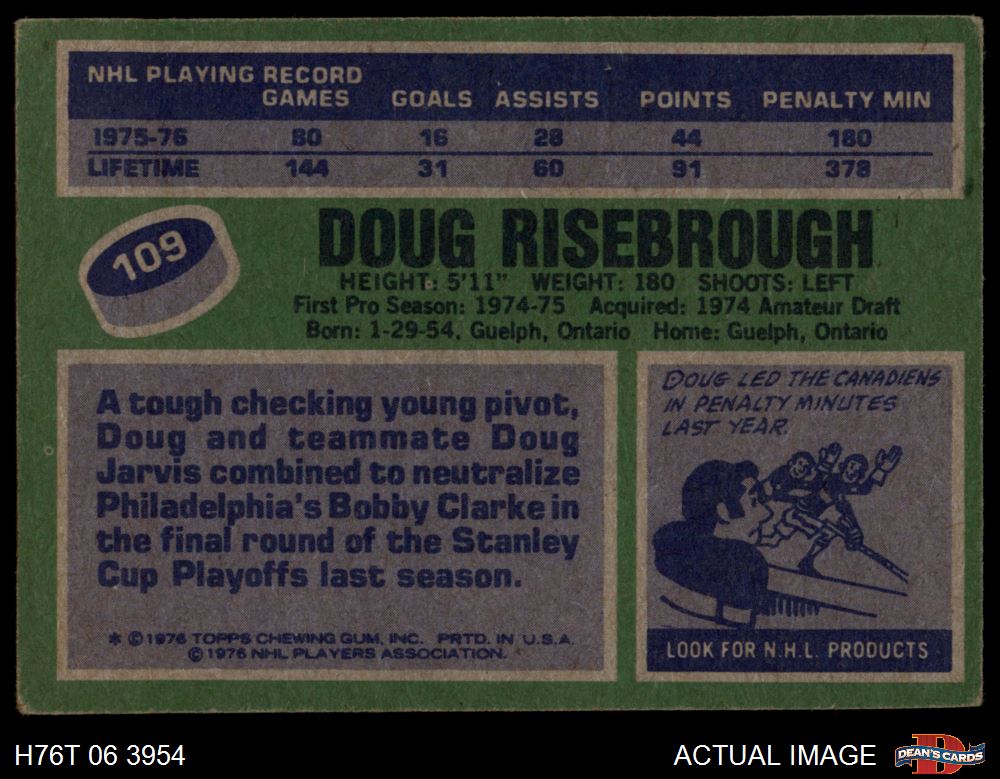 NHL PLAYING RECORD
GAMES GOALS ASSISTS POINTS PENALTY MIN
1975-76 80 16 28 44 180
LIFETIME 144 31 60 91 378
109
DOUG RISEBROUGH
HEIGHT: 5'11" WEIGHT: 180 SHOOTS: LEFT
First Pro Season: 1974-75 Acquired: 1974 Amateur Draft
Born: 1-29-54, Guelph, Ontario Home: Guelph, Ontario
A tough checking young pivot,
Doug and teammate Doug
Jarvis combined to neutralize
Philadelphia's Bobby Clarke in
the final round of the Stanley
Cup Playoffs last season.
* © 1976 TOPPS CHEWING GUM, INC. PRTD. IN U.S.A.
© 1976 NHL PLAYERS ASSOCIATION.
DOUG LED THE CANADIENS
IN PENALTY MINUTES
LAST YEAR.
LOOK FOR N.H.L. PRODUCTS
H76T 06 3954
ACTUAL IMAGE
DEAN'S CARDS